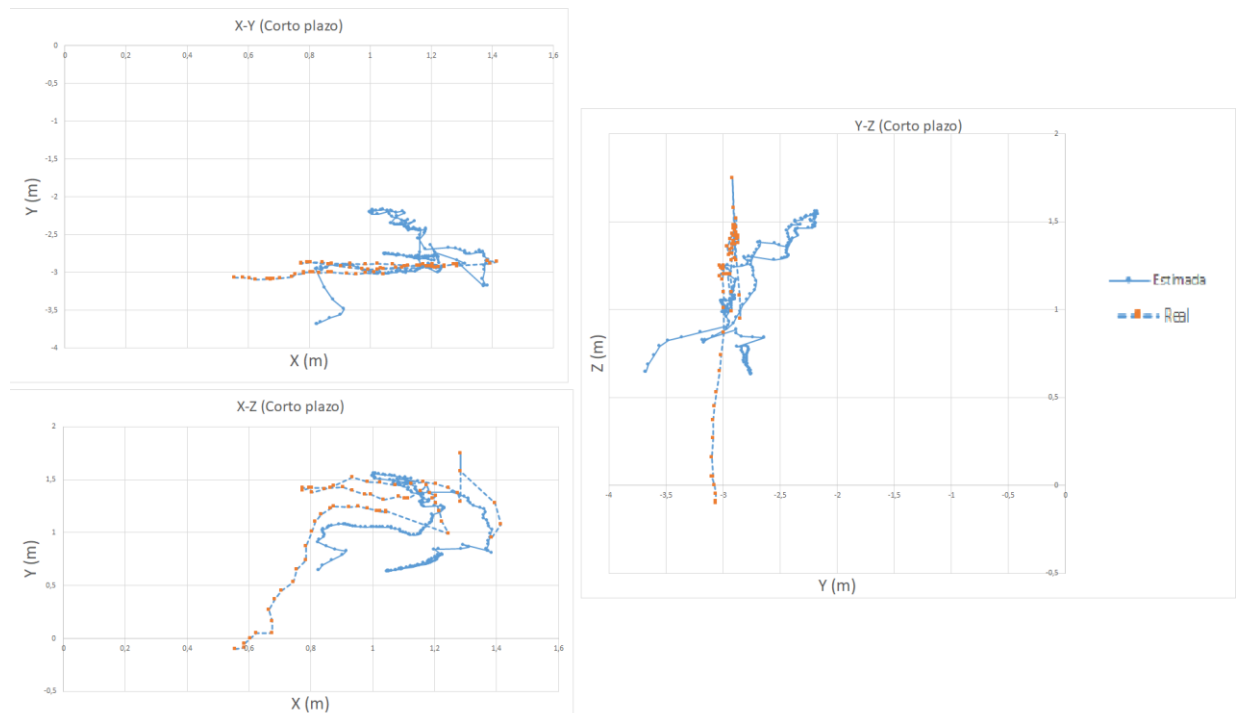 X-Y (Corto plazo)
0
0 0,2 0,4 0,6 0,8 1 1,2 1,4 1,6
-0,5
-1
-1,5
-2
-2,5
-3
-3,5
-4
Y (m)
X (m)
X-Z (Corto plazo)
2
1,5
1
0,5
0
0 0,2 0,4 0,6 0,8 1 1,2 1,4 1,6
-0,5
Y (m)
X (m)
Y-Z (Corto plazo)
2
1,5
1
0,5
0
-4 -3,5 -3 -2,5 -2 -1,5 -1 -0,5 0
-0,5
Z (m)
Y (m)
Estimada
Real